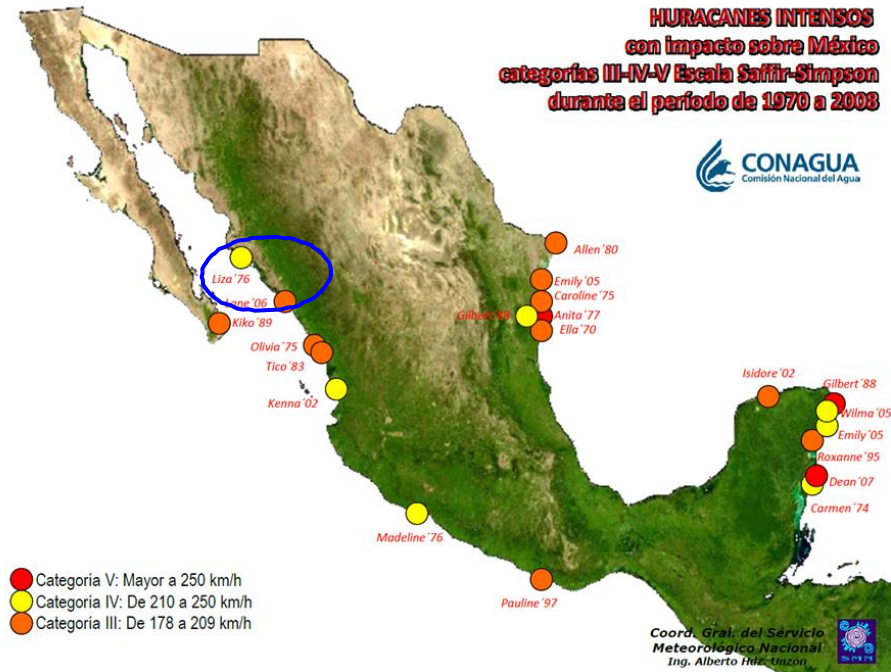 HURACANES INTENSOS
con impacto sobre México
categorías III-IV-V Escala Saffir-Simpson
durante el período de 1970 a 2008
CONAGUA
Comisión Nacional del Agua
Allen´80
Liza´76
Emily´05
Lane´06
Caroline´75
Kiko´89
Gilbert´88
Anita´77
Ella´70
Olivia´75
Tico´83
Isidore´02
Gilbert´88
Kenna´02
Wilma´05
Emily´05
Roxanne´95
Dean´07
Carmen´74
Madeline´76
Categoría V: Mayor a 250 km/h
Categoría IV: De 210 a 250 km/h
Categoría III: De 178 a 209 km/h
Pauline´97
Coord. Gral. del Servicio
Meteorológico Nacional
Ing. Alberto Hdz. Unzón
SMN